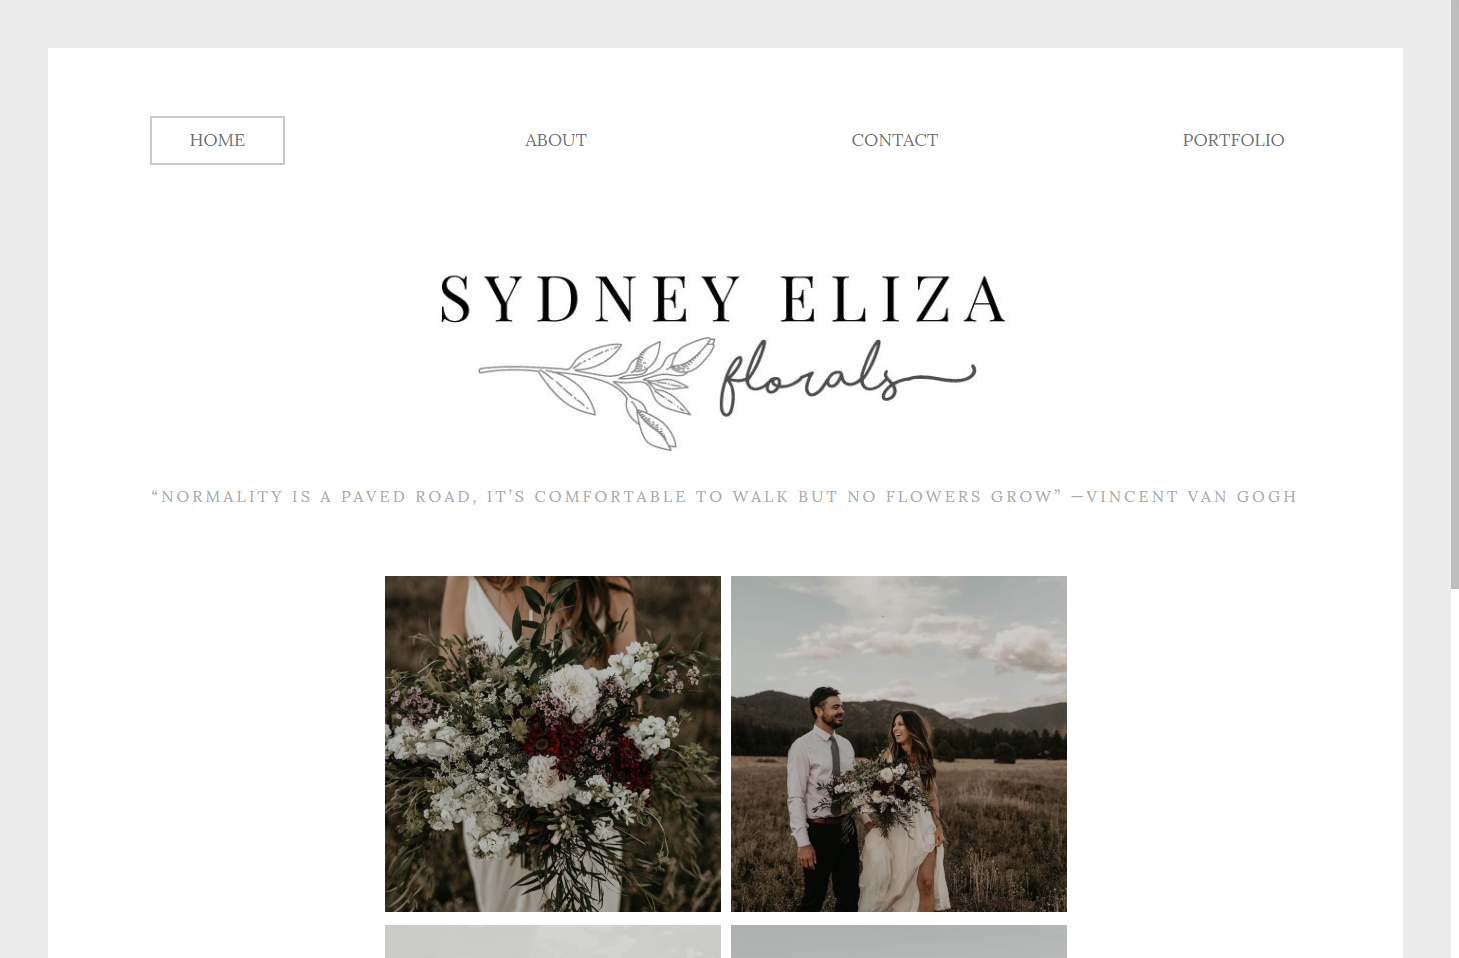 HOME ABOUT CONTACT PORTFOLIO
SYDNEY ELIZA
florals
“NORMALITY IS A PAVED ROAD, IT’S COMFORTABLE TO WALK BUT NO FLOWERS GROW” —VINCENT VAN GOGH